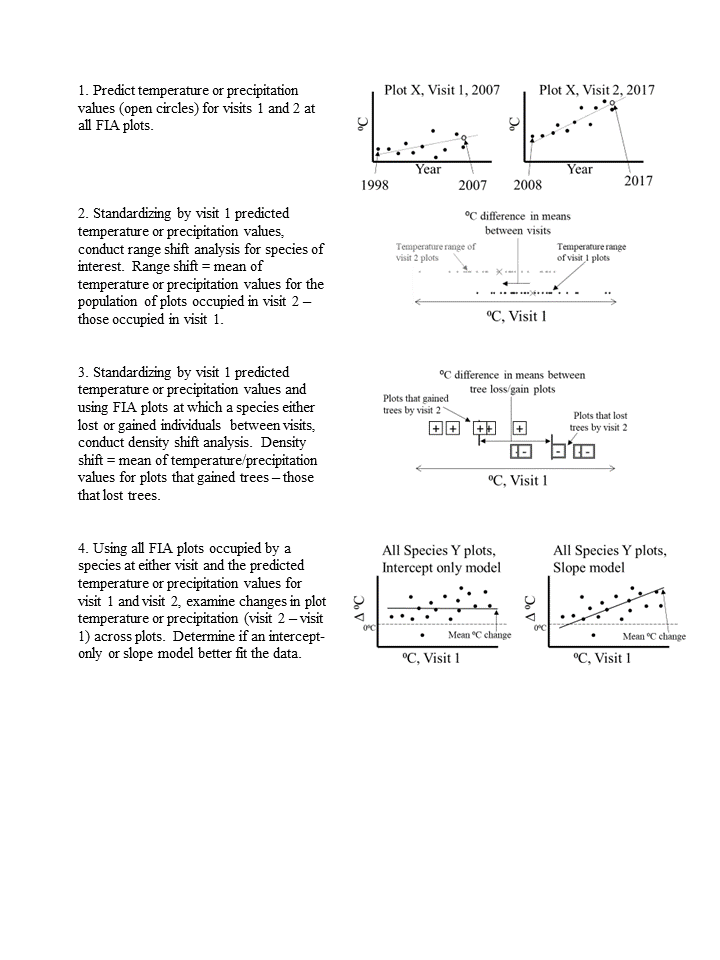 1. Predict temperature or precipitation
values (open circles) for visits 1 and 2 at
all FIA plots.
Plot X, Visit 1, 2007
Plot X, Visit 2, 2017
ºC
ºC
Year
Year
1998
2007
2008
2017
2. Standardizing by visit 1 predicted
temperature or precipitation values,
conduct range shift analysis for species of
interest. Range shift = mean of
temperature or precipitation values for the
population of plots occupied in visit 2 –
those occupied in visit 1.
ºC difference in means
between visits
Temperature range of
visit 2 plots
Temperature range
of visit 1 plots
ºC, Visit 1
3. Standardizing by visit 1 predicted
temperature or precipitation values and
using FIA plots at which a species either
lost or gained individuals between visits,
conduct density shift analysis. Density
shift = mean of temperature/precipitation
values for plots that gained trees – those
that lost trees.
ºC difference in means between
tree loss/gain plots
Plots that gained
trees by visit 2
Plots that lost
trees by visit 2
+ + + + +
- - - -
ºC, Visit 1
4. Using all FIA plots occupied by a
species at either visit and the predicted
temperature or precipitation values for
visit 1 and visit 2, examine changes in plot
temperature or precipitation (visit 2 – visit
1) across plots. Determine if an intercept-
only or slope model better fit the data.
All Species Y plots,
Intercept only model
Δ ºC
0ºC
Mean ºC change
ºC, Visit 1
All Species Y plots,
Slope model
Δ ºC
0ºC
Mean ºC change
ºC, Visit 1